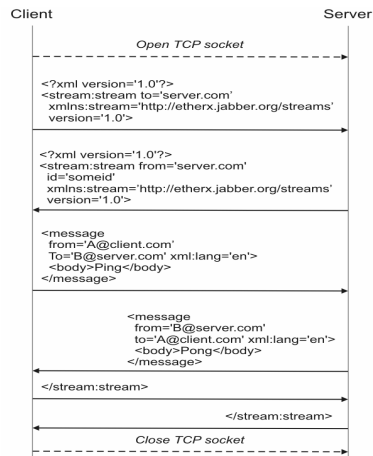 Client Server
Open TCP socket
<?xml version='1.0'?>
<stream:stream to='server.com'
xmlns:stream='http://etherx.jabber.org/streams'
version='1.0'>
<?xml version='1.0'?>
<stream:stream from='server.com'
id='someid'
xmlns:stream='http://etherx.jabber.org/streams'
version='1.0'>
<message
from='A@client.com'
To='B@server.com' xml:lang='en'>
<body>Ping</body>
</message>
<message
from='B@server.com'
to='A@client.com' xml:lang='en'>
<body>Pong</body>
</message>
</stream:stream>
</stream:stream>
Close TCP socket